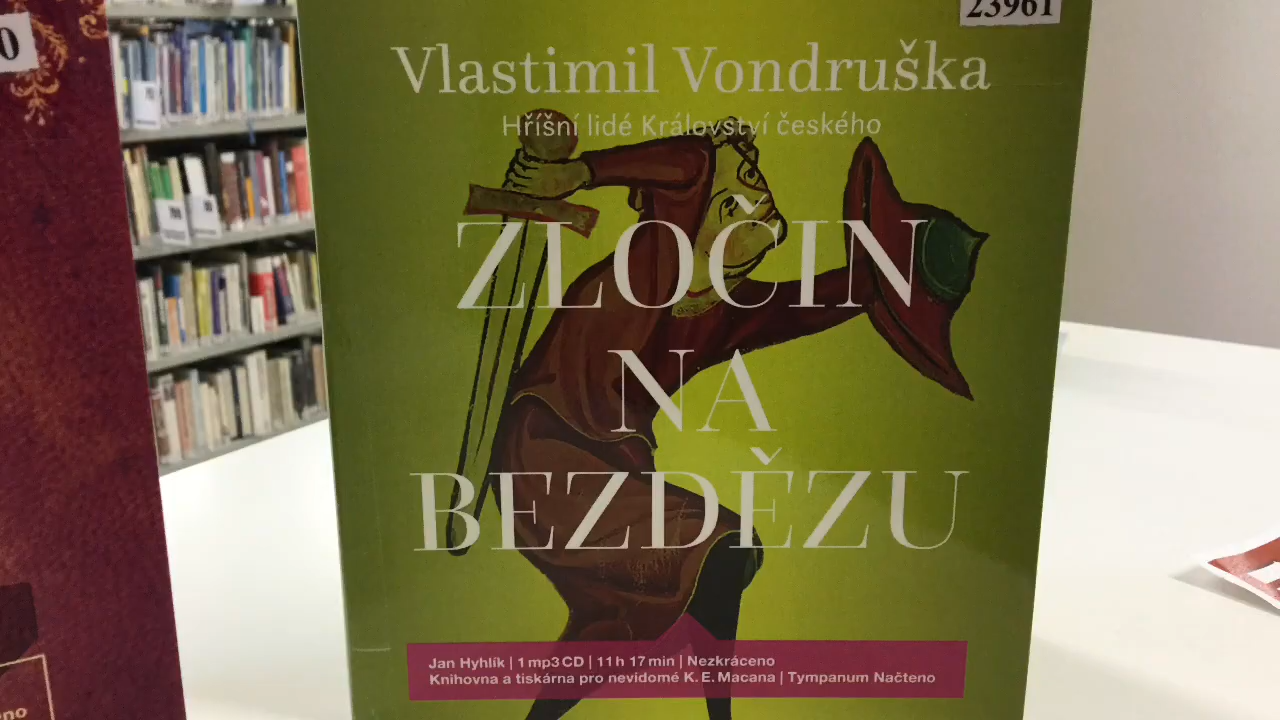 0
23961
Vlastimil Vondruška
Hříšní lidé Království českého
ZLOČIN
NA
BEZDĚZU
Jan Hyhlík | 1 mp3 CD | 11 h 17 min | Nezkráceno
Knihovna a tiskárna pro nevidomé K. E. Macana | Tympanum Načteno